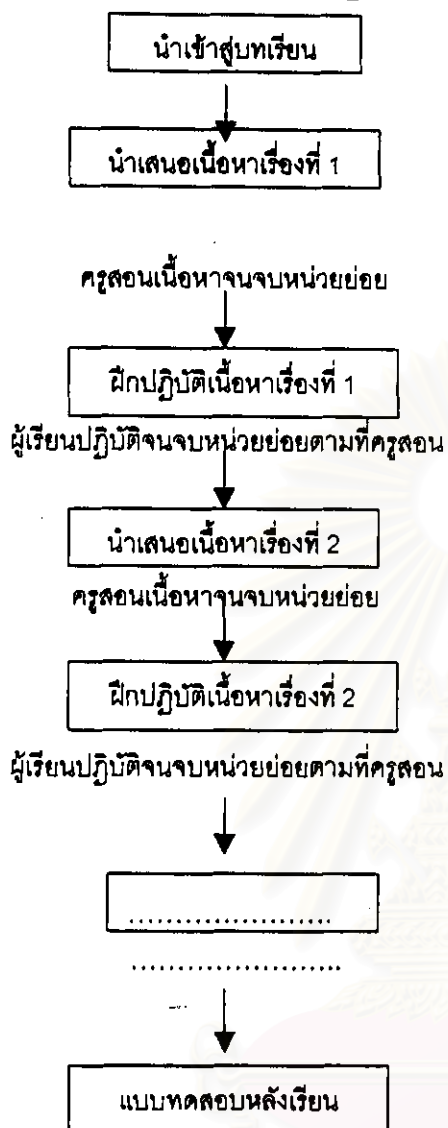 นำเข้าสู่บทเรียน
นำเสนอเนื้อหาเรื่องที่ 1
ครูสอนเนื้อหาจนจบหน่วยย่อย
ฝึกปฏิบัติเนื้อหาเรื่องที่ 1
ผู้เรียนปฏิบัติจนจบหน่วยย่อยตามที่ครูสอน
นำเสนอเนื้อหาเรื่องที่ 2
ครูสอนเนื้อหาจนจบหน่วยย่อย
ฝึกปฏิบัติเนื้อหาเรื่องที่ 2
ผู้เรียนปฏิบัติจนจบหน่วยย่อยตามที่ครูสอน
......................
.......................
แบบทดสอบหลังเรียน